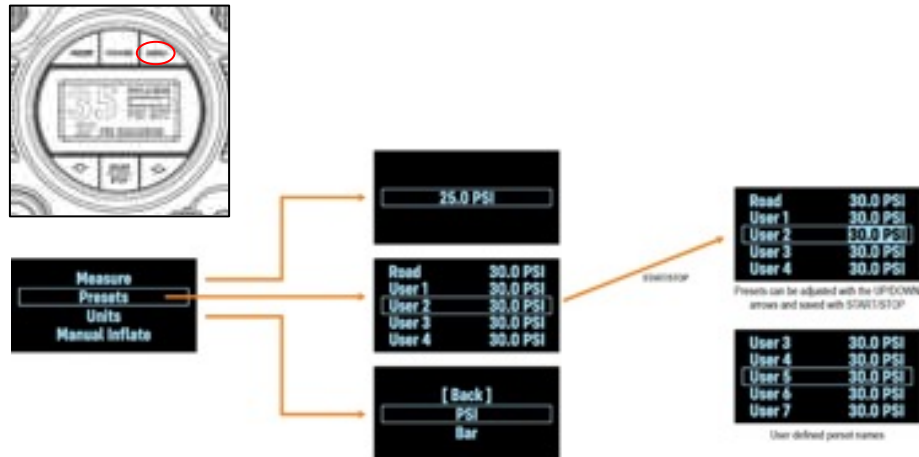 25.0 PSI
Measure
Presets
Units
Manual Inflate
Road 30.0 PSI
User 1 30.0 PSI
User 2 30.0 PSI
User 3 30.0 PSI
User 4 30.0 PSI
[ Back ]
PSI
Bar
START/STOP
Road 30.0 PSI
User 1 30.0 PSI
User 2 30.0 PSI
User 3 30.0 PSI
User 4 30.0 PSI
Presets can be adjusted with the UP/DOWN
arrows and saved with START/STOP
User 3 30.0 PSI
User 4 30.0 PSI
User 5 30.0 PSI
User 6 30.0 PSI
User 7 30.0 PSI
User defined perset names